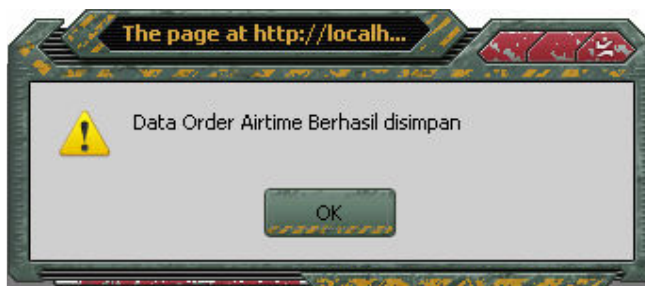 The page at http://localh...
Data Order Airtime Berhasil disimpan
OK